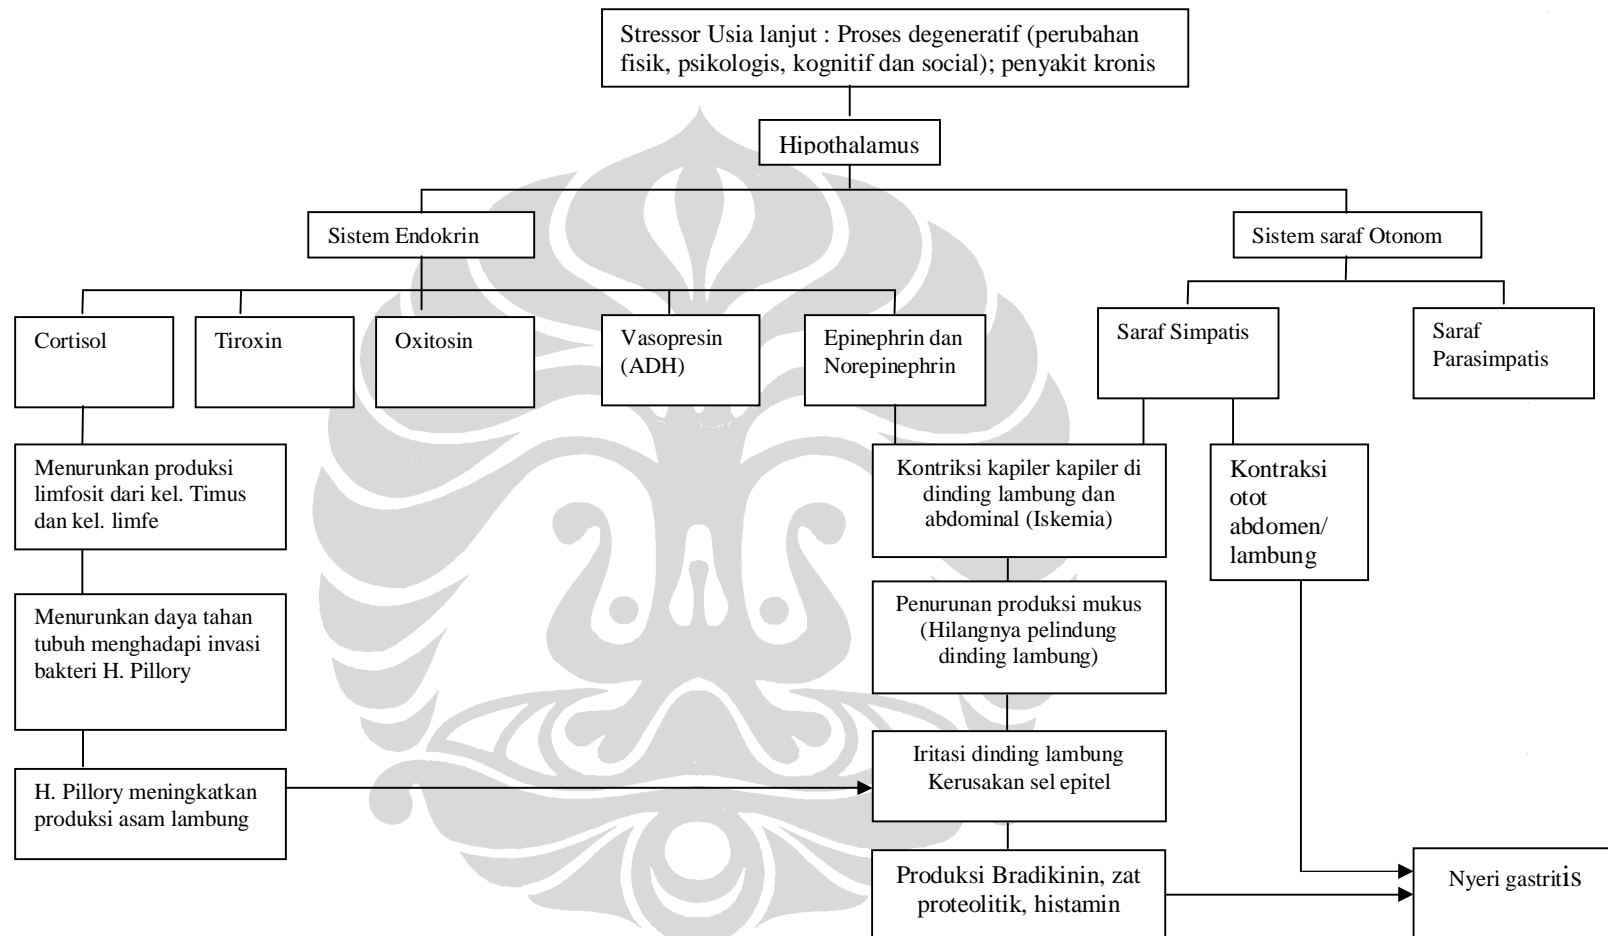 Stressor Usia lanjut : Proses degeneratif (perubahan
fisik, psikologis, kognitif dan social); penyakit kronis
Hipothalamus
Sistem Endokrin
Sistem saraf Otonom
Cortisol
Tiroxin
Oxitosin
Vasopresin
(ADH)
Epinephrin dan
Norepinephrin
Saraf Simpatis
Saraf
Parasimpatis
Menurunkan produksi
limfosit dari kel. Timus
dan kel. limfe
Kontriksi kapiler kapiler di
dinding lambung dan
abdominal (Iskemia)
Kontraksi
otot
abdomen/
lambung
Menurunkan daya tahan
tubuh menghadapi invasi
bakteri H. Pillory
Penurunan produksi mukus
(Hilangnya pelindung
dinding lambung)
H. Pillory meningkatkan
produksi asam lambung
Iritasi dinding lambung
Kerusakan sel epitel
Produksi Bradikinin, zat
proteolitik, histamin
Nyeri gastritis